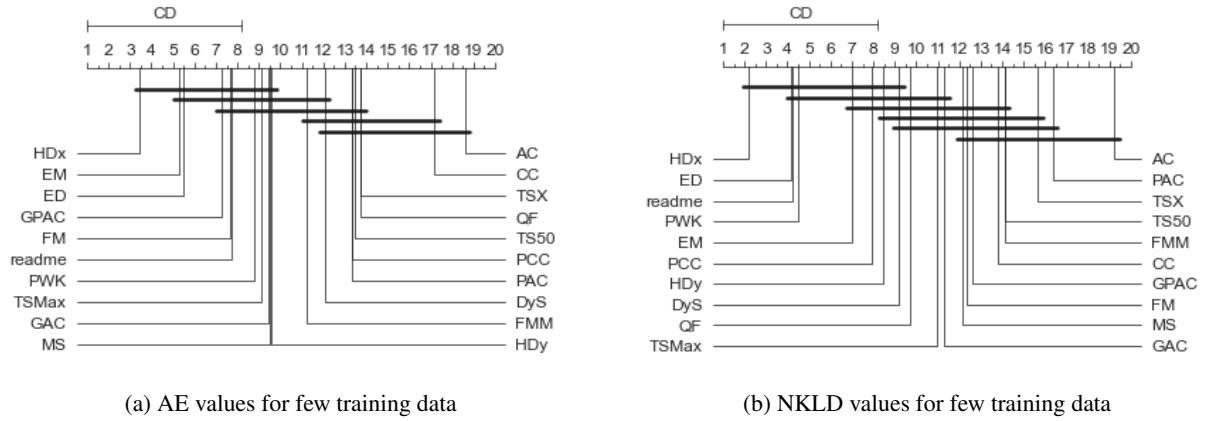 CD
1 2 3 4 5 6 7 8 9 10 11 12 13 14 15 16 17 18 19 20
HDx AC
EM CC
ED TSX
GPAC QF
FM TS50
readme PCC
PWK PAC
TSMax DyS
GAC FMM
MS HDy
(a) AE values for few training data
CD
1 2 3 4 5 6 7 8 9 10 11 12 13 14 15 16 17 18 19 20
HDx AC
ED PAC
readme TSX
PWK TS50
EM FMM
PCC CC
HDy GPAC
DyS FM
QF MS
TSMax GAC
(b) NKLD values for few training data